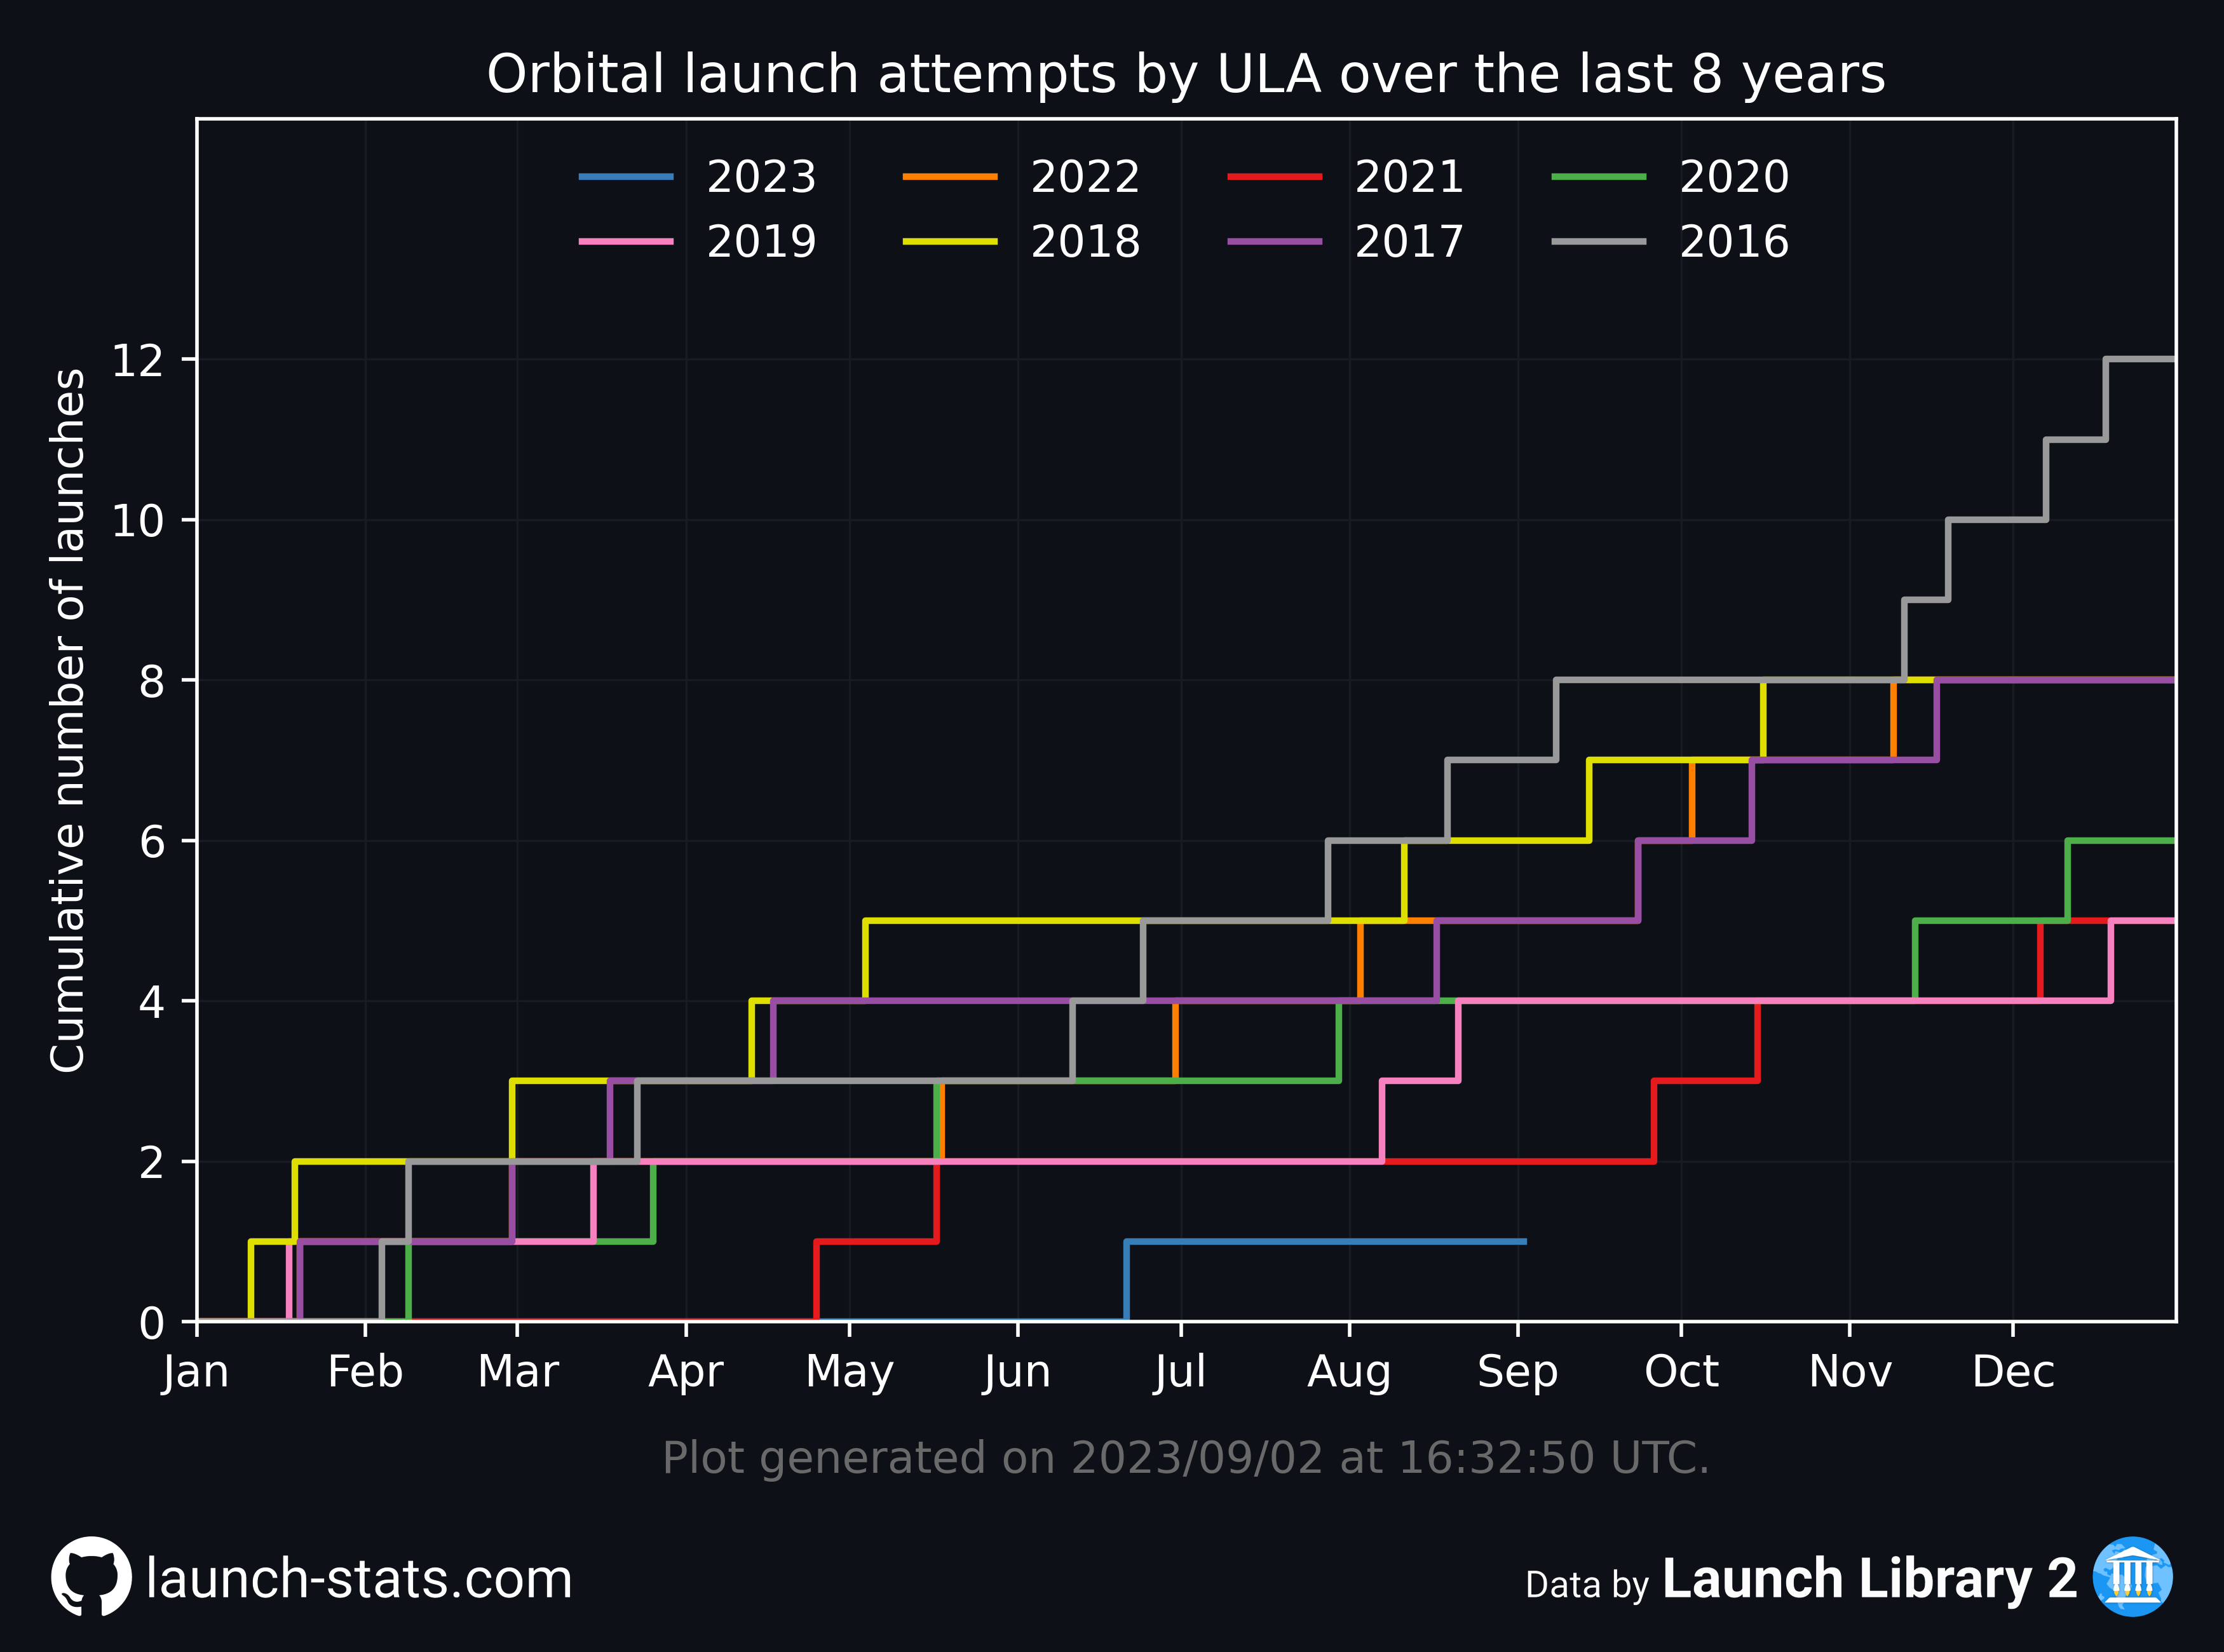 Orbital launch attempts by ULA over the last 8 years
2023 2022 2021 2020
2019 2018 2017 2016
Cumulative number of launches
12
10
8
6
4
2
0
Jan Feb Mar Apr May Jun Jul Aug Sep Oct Nov Dec
Plot generated on 2023/09/02 at 16:32:50 UTC.
launch-stats.com
Data by Launch Library 2